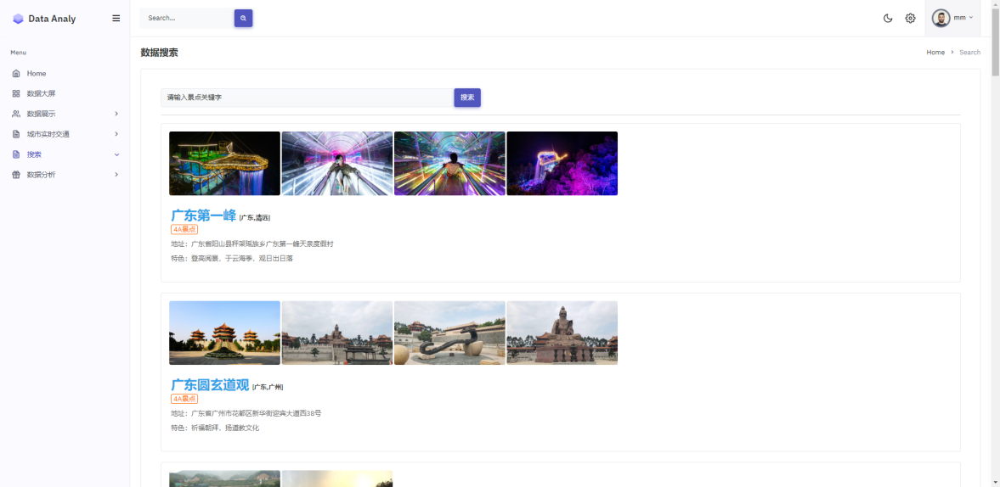 Data Analy
Search...
mm
Menu
Home
数据大屏
数据展示
城市实时交通
搜索
数据分析
数据搜索
Home > Search
请输入景点关键字
搜索
广东第一峰 [广东,清远]
4A景点
地址：广东省阳山县秤架瑶族乡广东第一峰天泉度假村
特色：登高阅景，于云海季，观日出日落
广东圆玄道观 [广东,广州]
4A景点
地址：广东省广州市花都区新华街迎宾大道西38号
特色：祈福朝拜，扬道教文化